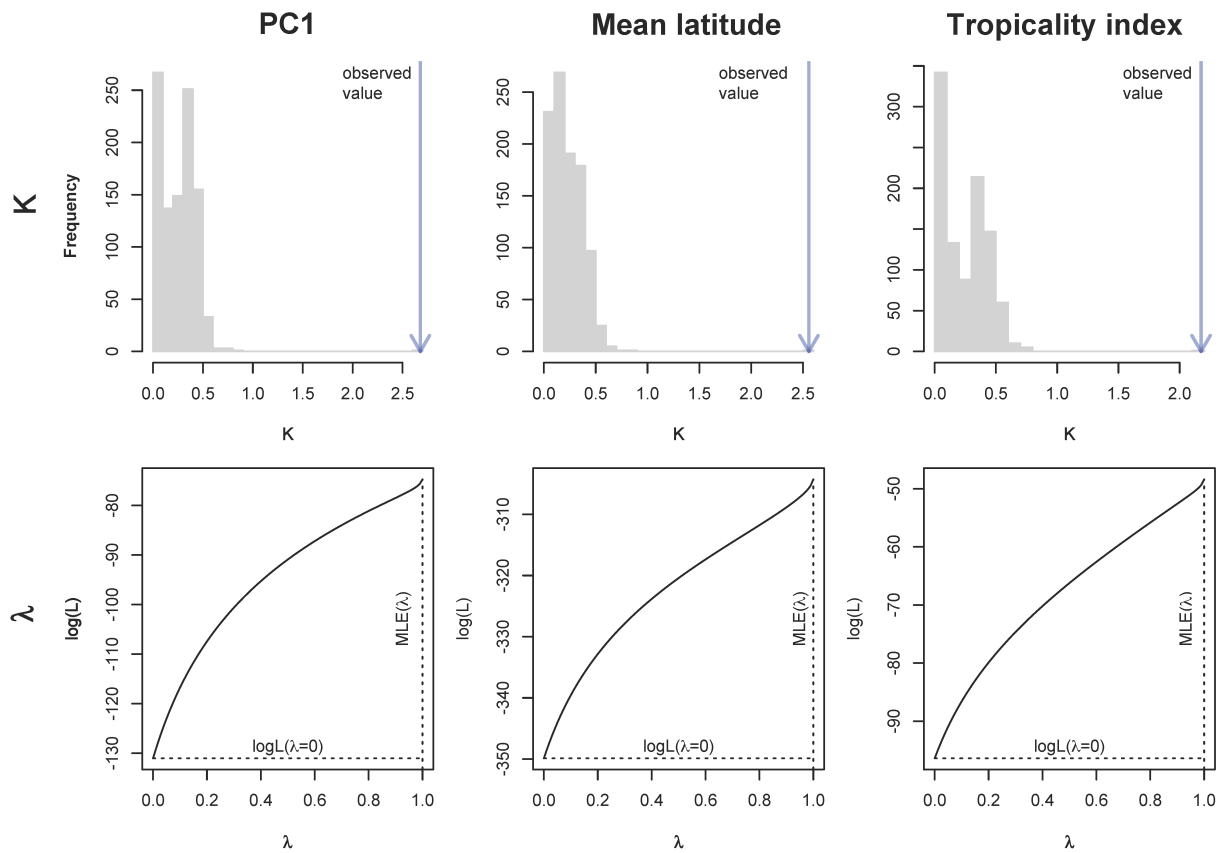 PC1
Mean latitude
Tropicality index
K
Frequency
0
50
100
150
200
250
observed
value
0.0 0.5 1.0 1.5 2.0 2.5
K
0
50
100
150
200
250
observed
value
0.0 0.5 1.0 1.5 2.0 2.5
K
0
50
100
200
300
observed
value
0.0 0.5 1.0 1.5 2.0
K
λ
log(L)
-130
-120
-110
-100
-90
-80
MLE(λ)
logL(λ=0)
0.0 0.2 0.4 0.6 0.8 1.0
λ
log(L)
-350
-340
-330
-320
-310
MLE(λ)
logL(λ=0)
0.0 0.2 0.4 0.6 0.8 1.0
λ
log(L)
-90
-80
-70
-60
-50
MLE(λ)
logL(λ=0)
0.0 0.2 0.4 0.6 0.8 1.0
λ